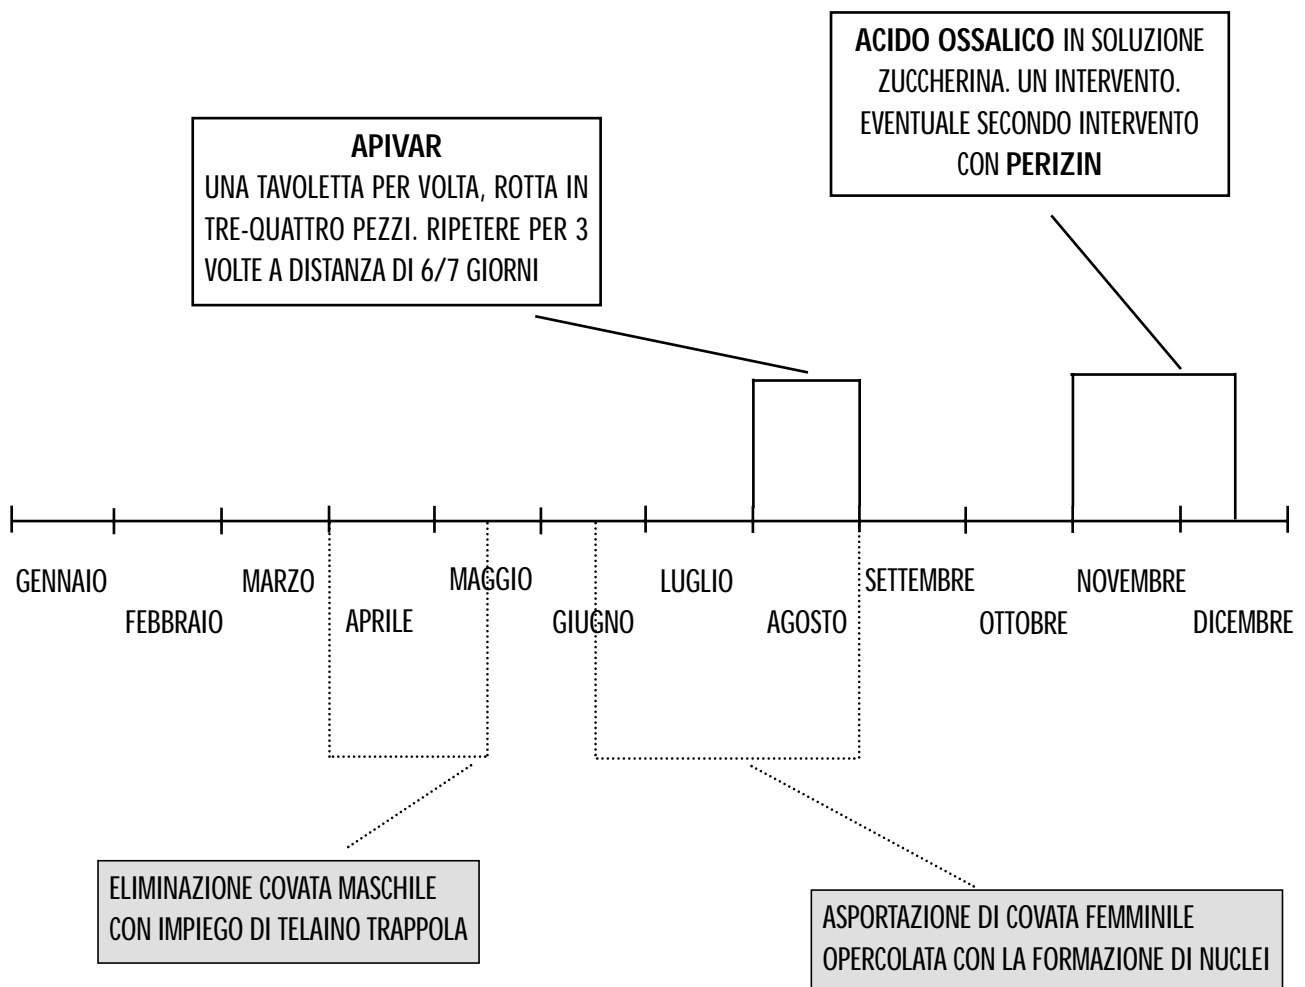 ACIDO OSSALICO IN SOLUZIONE
ZUCCHERINA. UN INTERVENTO.
EVENTUALE SECONDO INTERVENTO
CON PERIZIN
APIVAR
UNA TAVOLETTA PER VOLTA, ROTTA IN
TRE-QUATTRO PEZZI. RIPETERE PER 3
VOLTE A DISTANZA DI 6/7 GIORNI
GENNAIO
FEBBRAIO
MARZO
APRILE
MAGGIO
GIUGNO
LUGLIO
AGOSTO
SETTEMBRE
OTTOBRE
NOVEMBRE
DICEMBRE
ELIMINAZIONE COVATA MASCHILE
CON IMPIEGO DI TELAINO TRAPPOLA
ASPORTAZIONE DI COVATA FEMMINILE
OPERCOLATA CON LA FORMAZIONE DI NUCLEI